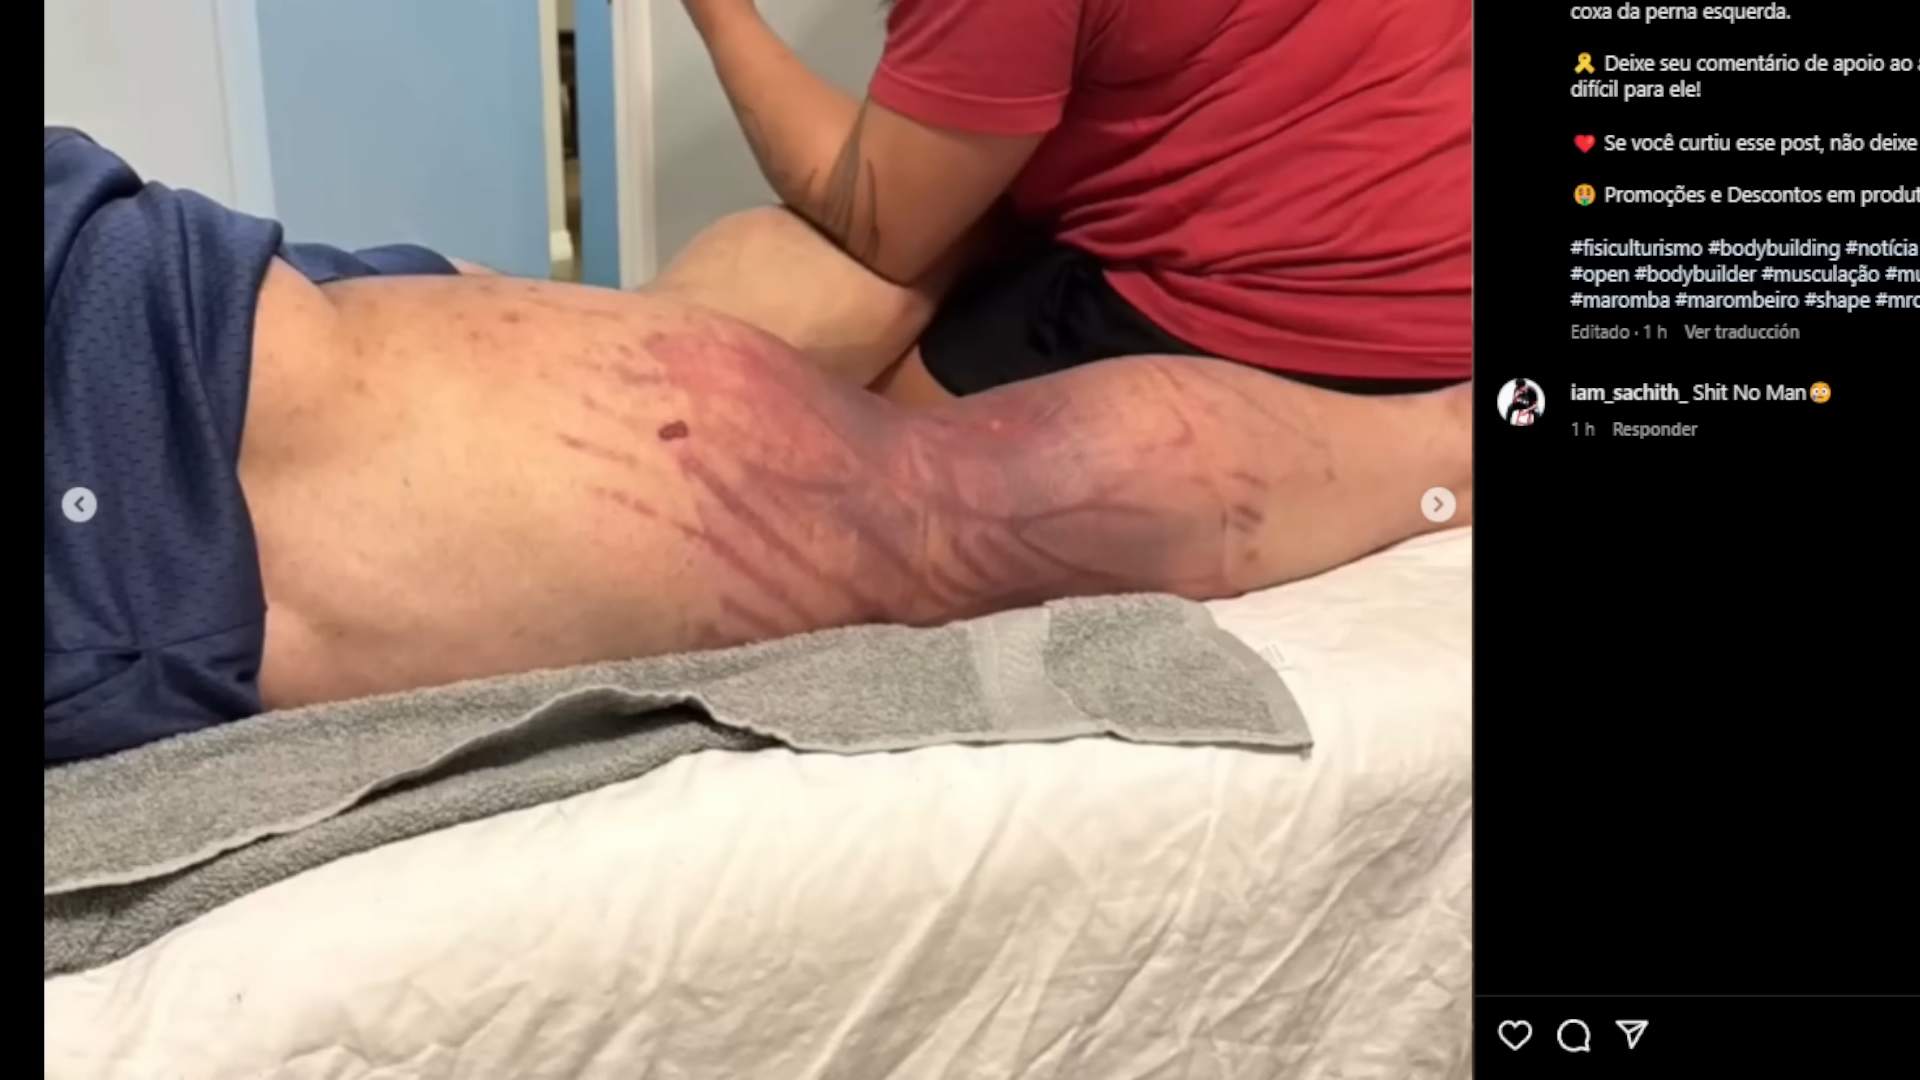 coxa da perna esquerda.
🎗️ Deixe seu comentário de apoio ao
difícil para ele!
❤️ Se você curtiu esse post, não deixe
🤑 Promoções e Descontos em produt
#fisiculturismo #bodybuilding #notícia
#open #bodybuilder #musculação #mu
#maromba #marombeiro #shape #mro
Editado · 1 h Ver traducción
iam_sachith_ Shit No Man😳
1 h Responder